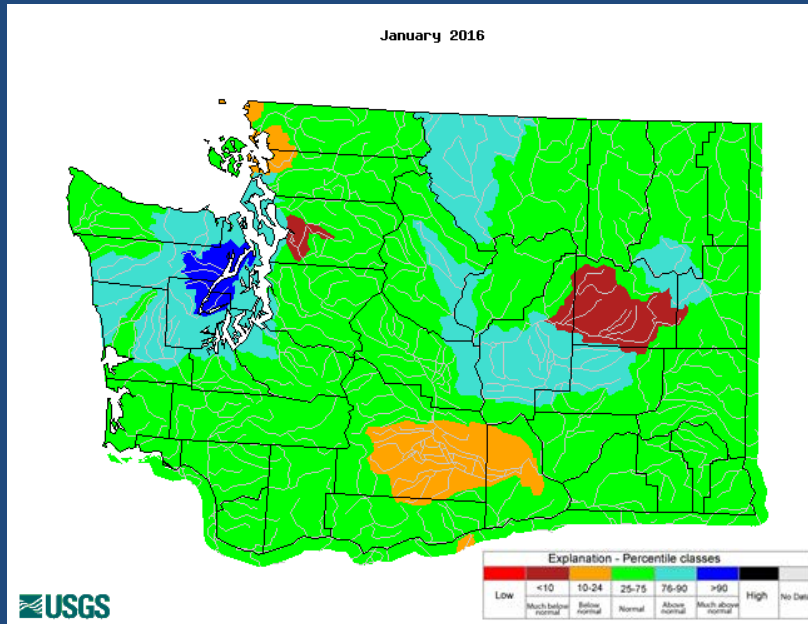 January 2016
Explanation - Percentile classes
<10 10-24 25-75 76-90 >90
Low High No Data
Much below normal Below normal Normal Above normal Much above normal
USGS